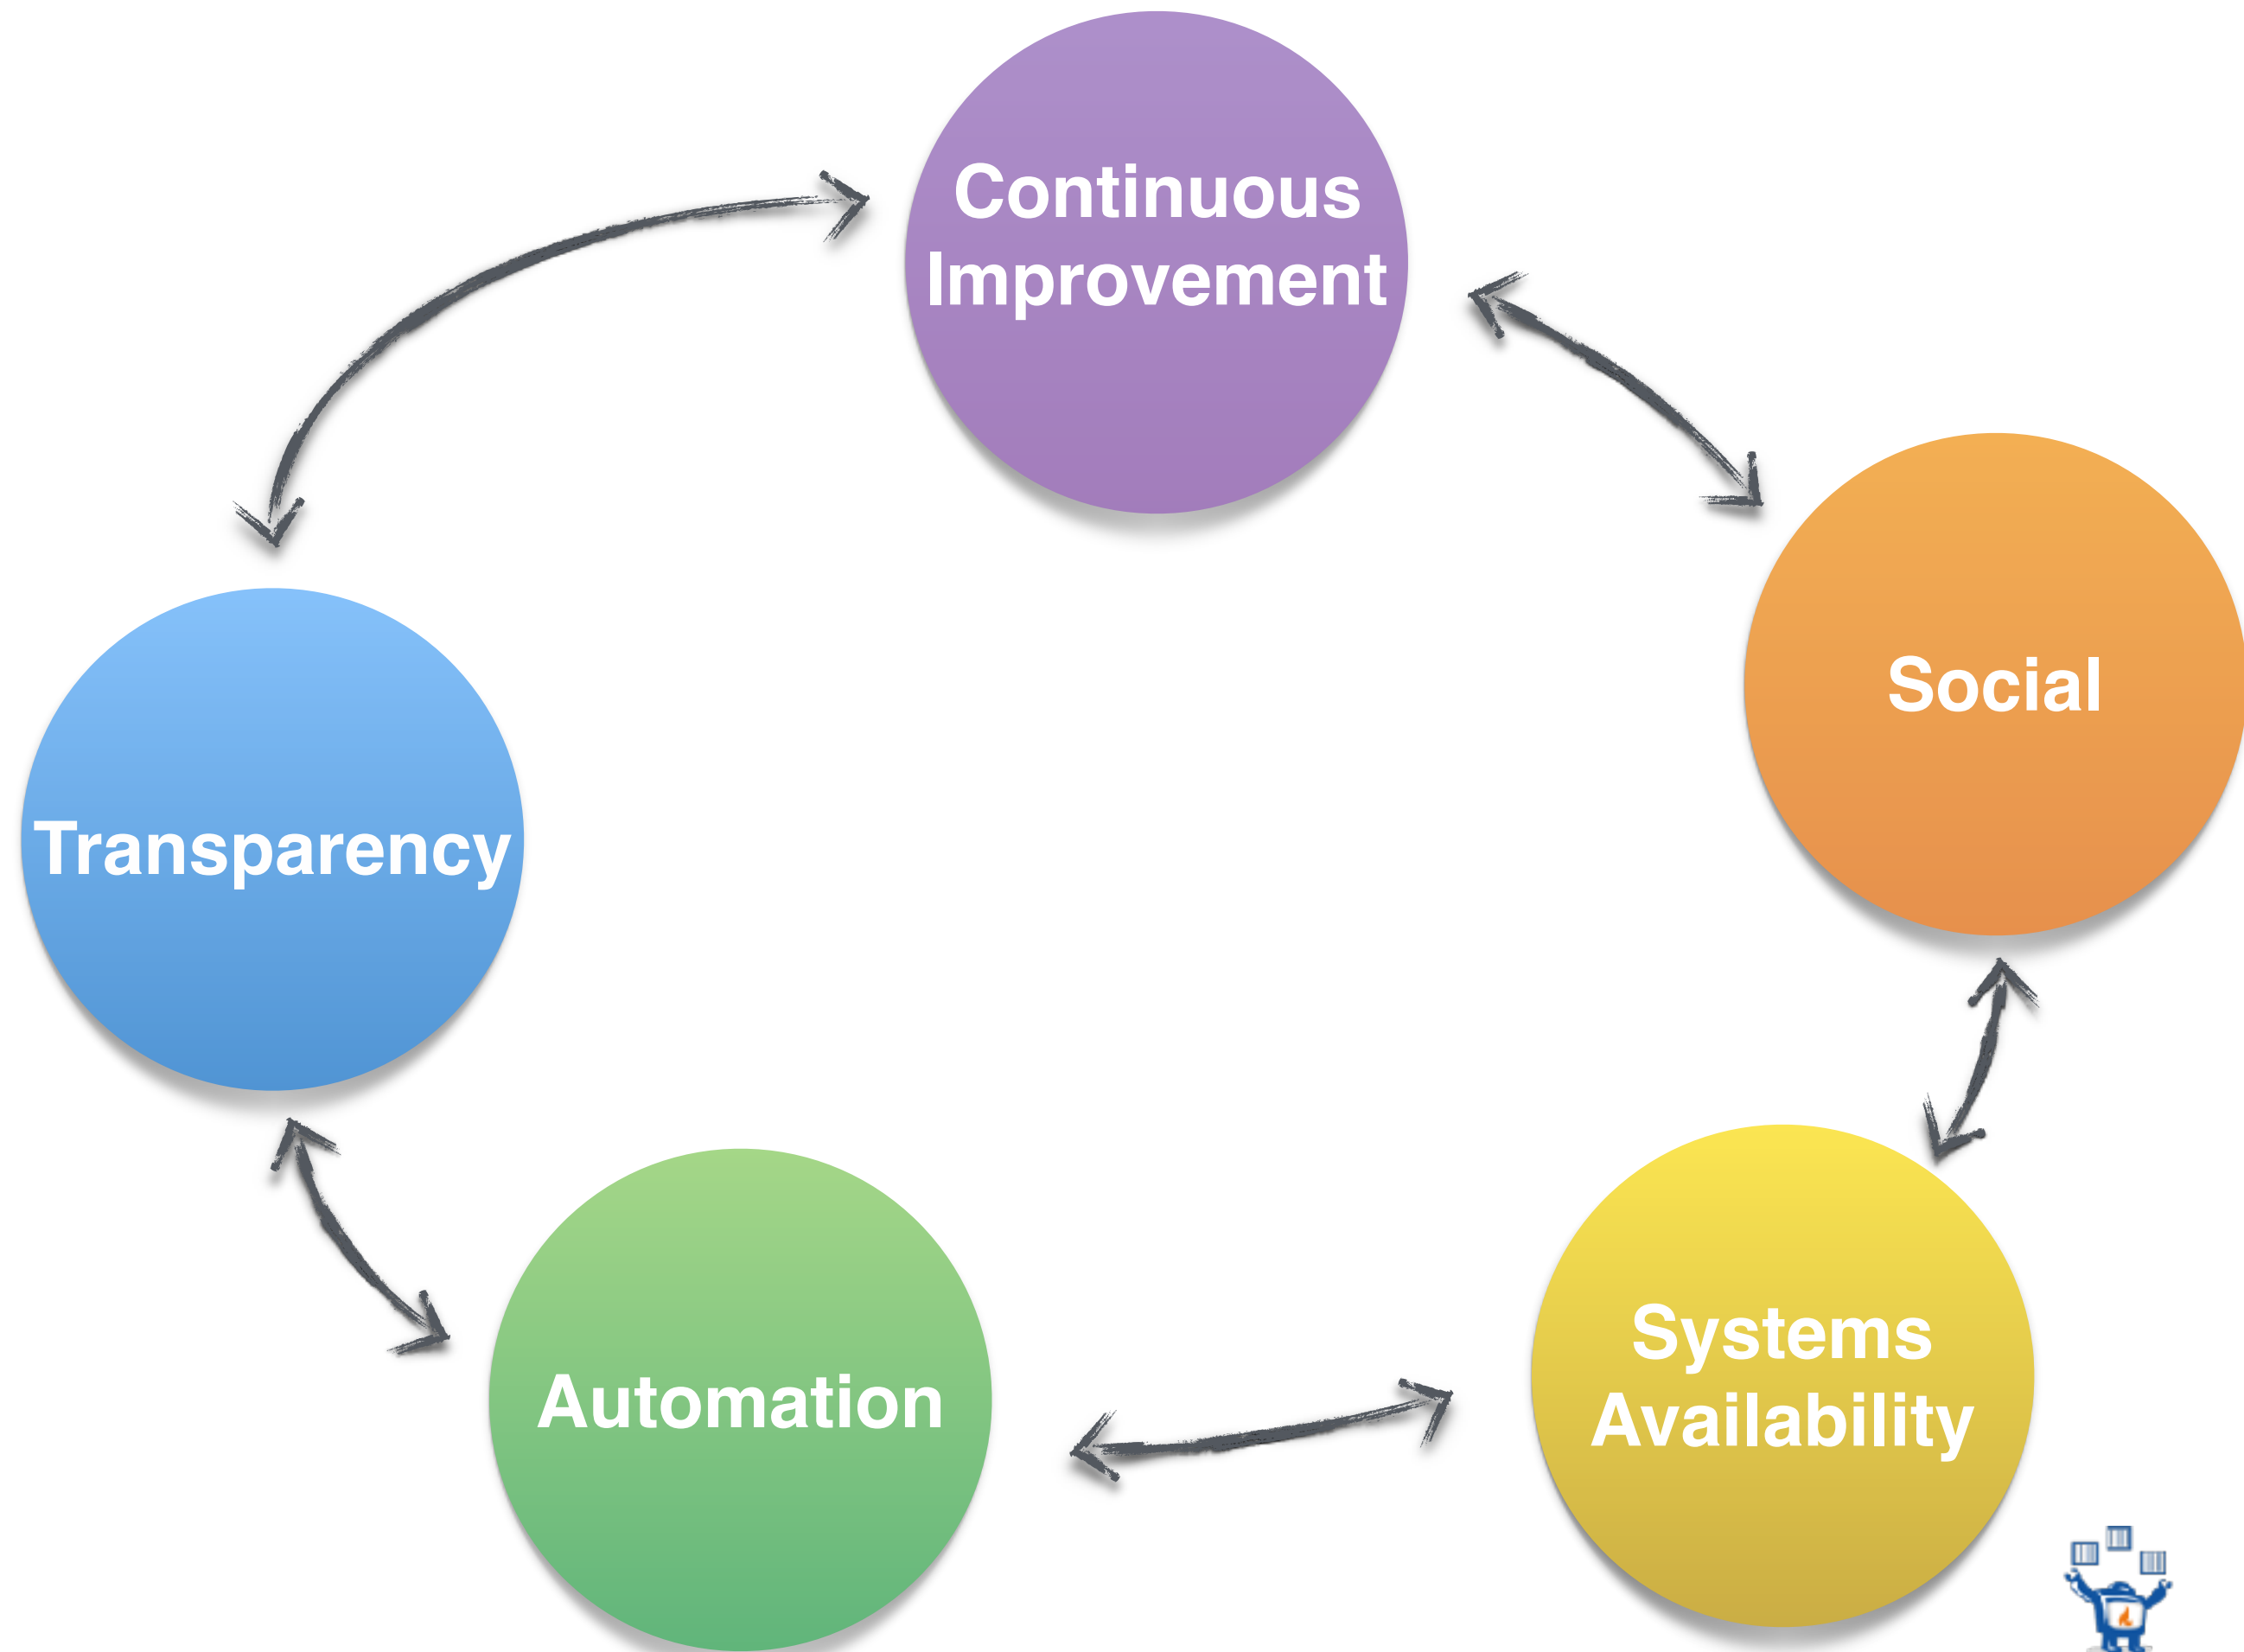 Continuous
Improvement
Social
Transparency
Systems
Availability
Automation